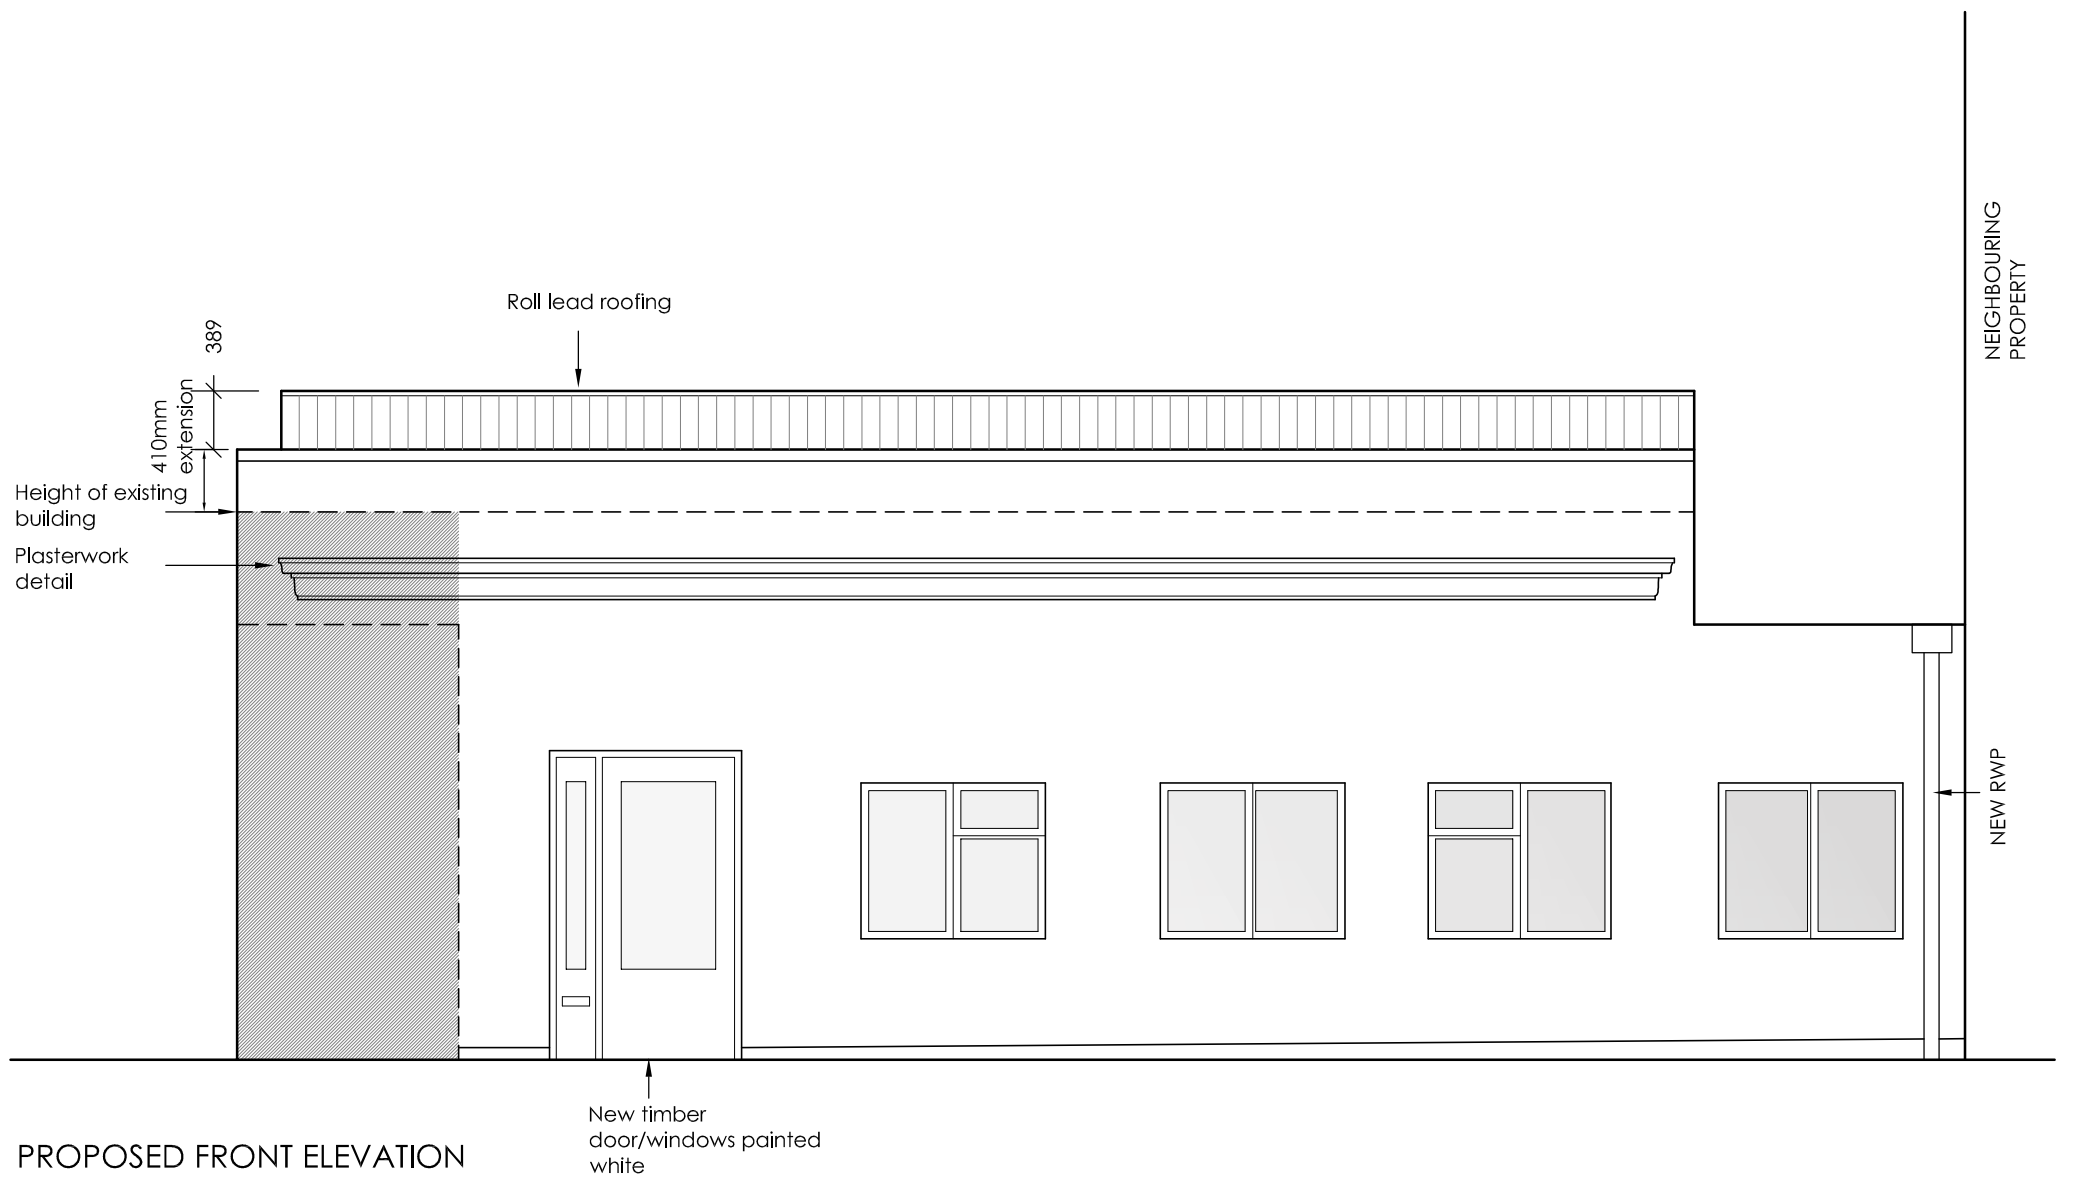 Roll lead roofing
389
410mm
extension
Height of existing
building
Plasterwork
detail
NEIGHBOURING
PROPERTY
NEW RWP
New timber
door/windows painted
white
PROPOSED FRONT ELEVATION